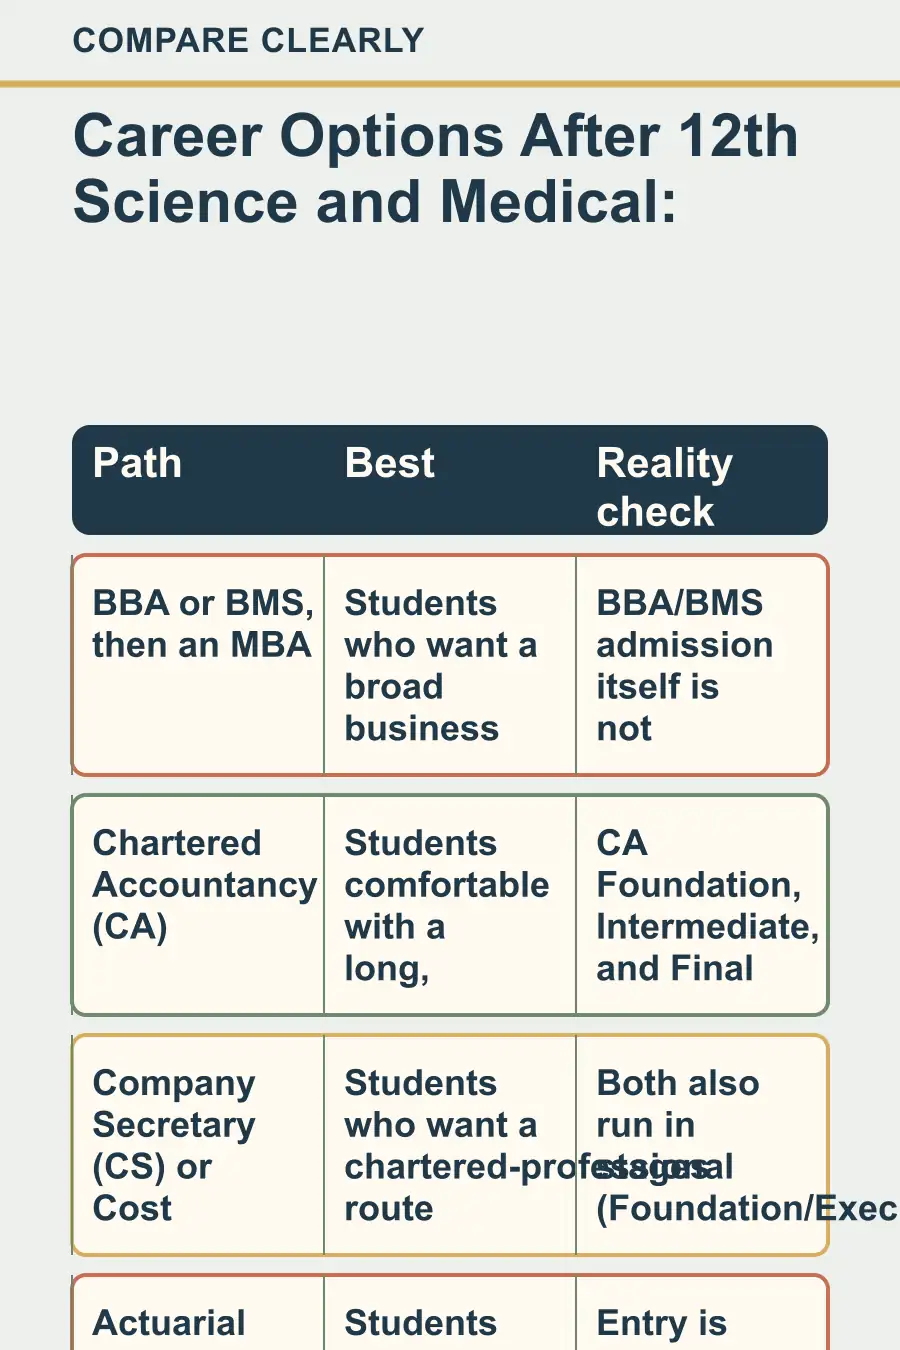 COMPARE CLEARLY
Career Options After 12th
Science and Medical:
Path
Best
Reality
check
BBA or BMS,
then an MBA
Students
who want a
broad
business
BBA/BMS
admission
itself is
not
Chartered
Accountancy
(CA)
Students
comfortable
with a
long,
CA
Foundation,
Intermediate,
and Final
Company
Secretary
(CS) or
Cost
Students
who want a
chartered-professional
route
Both also
run in
stages
(Foundation/Exec
Actuarial
Students
Entry is